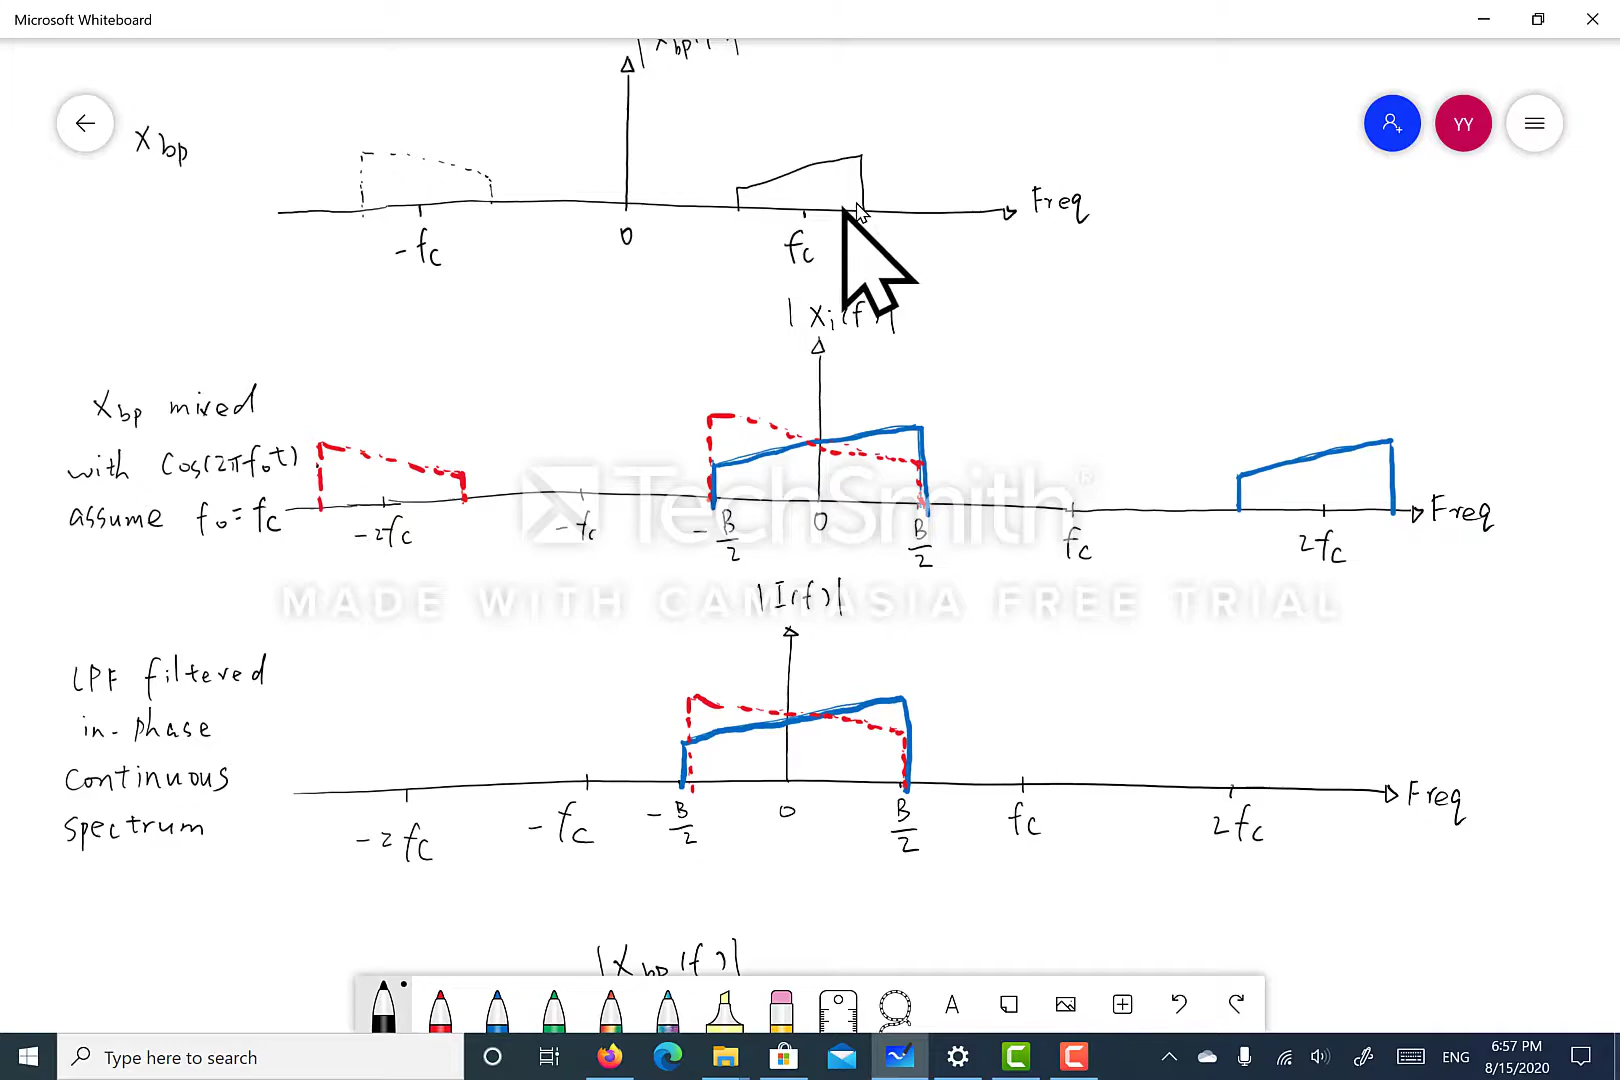 Microsoft Whiteboard
YY
X bp
Freq
-fc
0
fc
|Xi(f)|
Xbp mixed
with Cos(2πfot)
assume fo=fc
-2fc
-fc
-B/2
0
B/2
fc
2fc
Freq
TechSmith®
MADE WITH CAMTASIA FREE TRIAL
|I(f)|
LPF filtered
in-phase
continuous
spectrum
-2fc
-fc
-B/2
0
B/2
fc
2fc
Freq
|Xbp(f)|
A
Type here to search
ENG
6:57 PM
8/15/2020